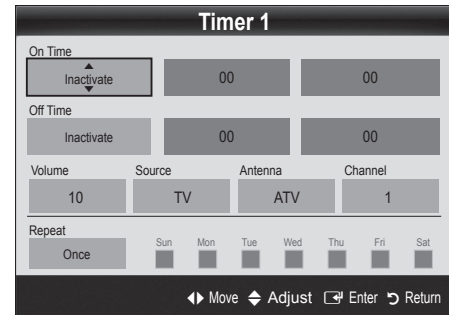 Timer 1
On Time
Inactivate 00 00
Off Time
Inactivate 00 00
Volume Source Antenna Channel
10 TV ATV 1
Repeat
Sun Mon Tue Wed Thu Fri Sat
Once
Move Adjust Enter Return